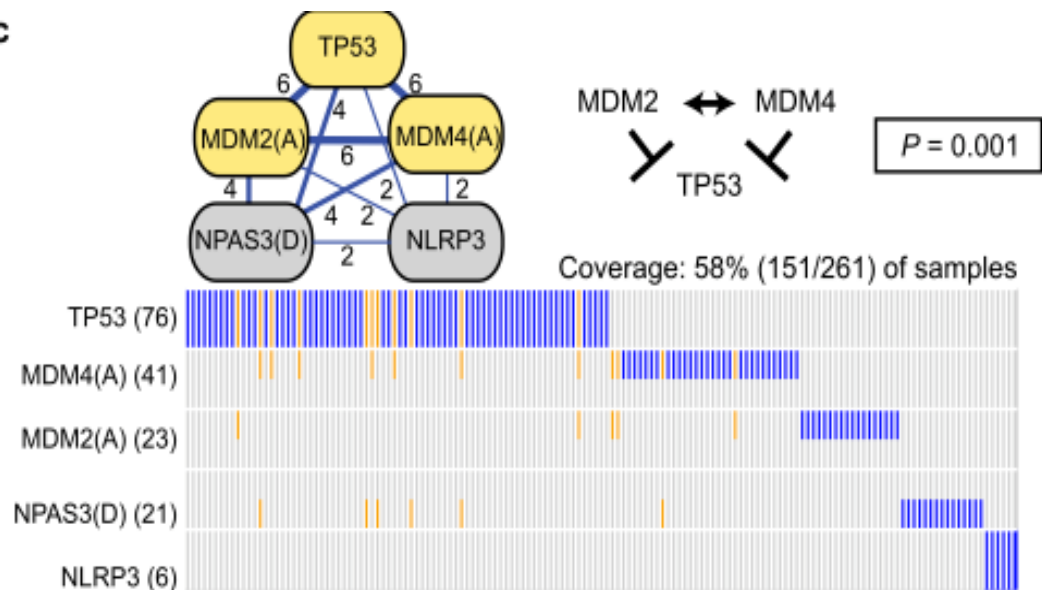 c
TP53
6
6
4
MDM2(A)
MDM4(A)
6
4
2
2
4
2
NPAS3(D)
NLRP3
2
MDM2 ↔ MDM4
TP53
P = 0.001
Coverage: 58% (151/261) of samples
TP53 (76)
MDM4(A) (41)
MDM2(A) (23)
NPAS3(D) (21)
NLRP3 (6)